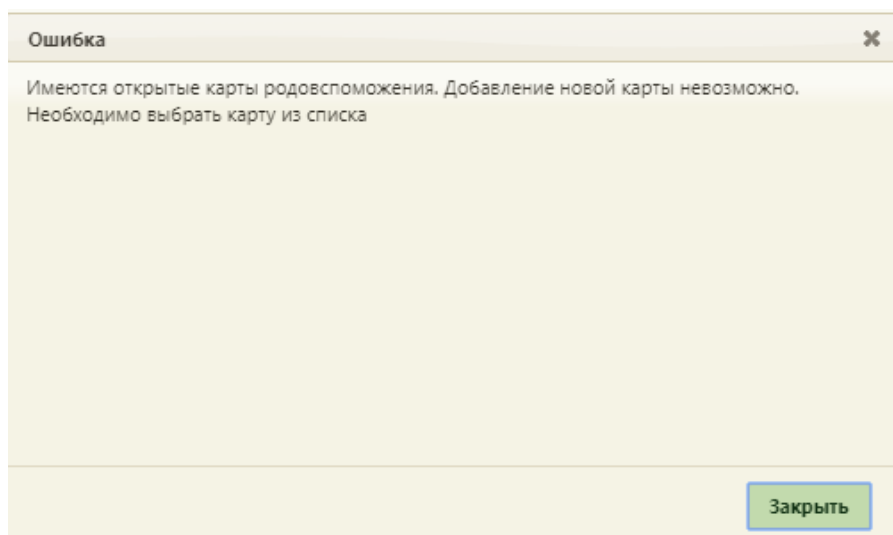 Ошибка
Имеются открытые карты родовспоможения. Добавление новой карты невозможно.
Необходимо выбрать карту из списка
Закрыть